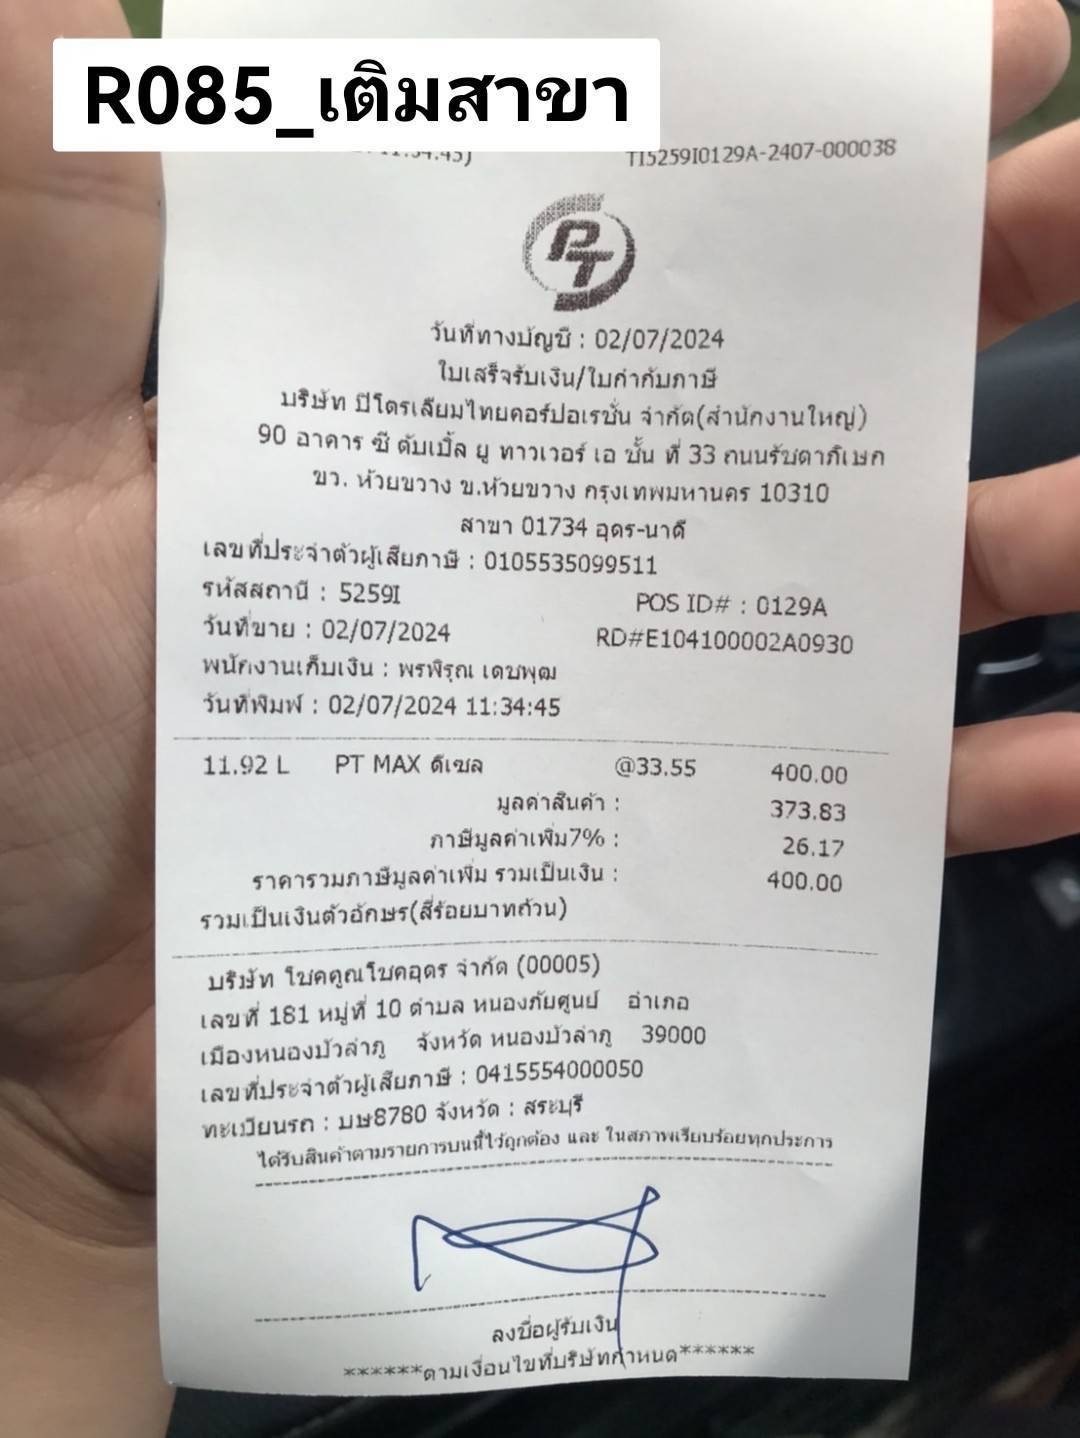 R085_เติมสาขา
TI5259I0129A-2407-000038
PT
วันที่ทางบัญชี : 02/07/2024
ใบเสร็จรับเงิน/ใบกำกับภาษี
บริษัท ปิโตรเลียมไทยคอร์ปอเรชั่น จำกัด(สำนักงานใหญ่)
90 อาคาร ซี ดับเบิ้ล ยู ทาวเวอร์ เอ ชั้น ที่ 33 ถนนรัชดาภิเษก
ขว. ห้วยขวาง ข.ห้วยขวาง กรุงเทพมหานคร 10310
สาขา 01734 อุดร-นาดี
เลขที่ประจำตัวผู้เสียภาษี : 0105535099511
รหัสสถานี : 5259I POS ID# : 0129A
วันที่ขาย : 02/07/2024 RD#E104100002A0930
พนักงานเก็บเงิน : พรพิรุณ เดชพุฒ
วันที่พิมพ์ : 02/07/2024 11:34:45
11.92 L PT MAX ดีเซล @33.55 400.00
มูลค่าสินค้า : 373.83
ภาษีมูลค่าเพิ่ม7% : 26.17
ราคารวมภาษีมูลค่าเพิ่ม รวมเป็นเงิน : 400.00
รวมเป็นเงินตัวอักษร(สี่ร้อยบาทถ้วน)
บริษัท โชคคูณโชคอุดร จำกัด (00005)
เลขที่ 181 หมู่ที่ 10 ตำบล หนองภัยศูนย์ อำเภอ
เมืองหนองบัวลำภู จังหวัด หนองบัวลำภู 39000
เลขที่ประจำตัวผู้เสียภาษี : 0415554000050
ทะเบียนรถ : บษ8780 จังหวัด : สระบุรี
ได้รับสินค้าตามรายการบนนี้ไว้ถูกต้อง และ ในสภาพเรียบร้อยทุกประการ
ลงชื่อผู้รับเงิน
******ตามเงื่อนไขที่บริษัทกำหนด******